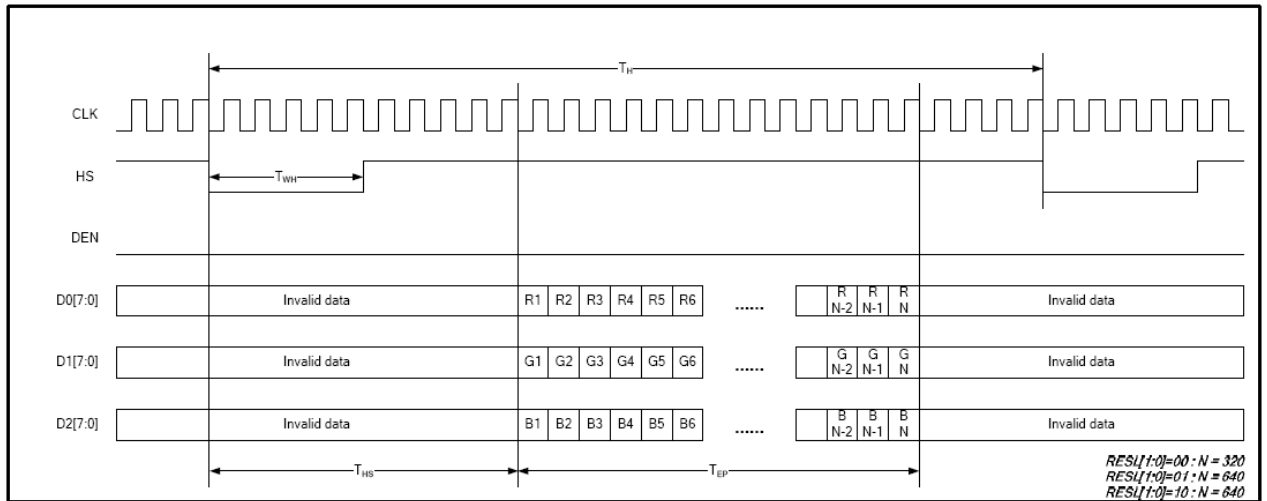 TH
CLK
HS
TWH
DEN
D0[7:0] Invalid data R1 R2 R3 R4 R5 R6 ...... R N-2 R N-1 R N Invalid data
D1[7:0] Invalid data G1 G2 G3 G4 G5 G6 ...... G N-2 G N-1 G N Invalid data
D2[7:0] Invalid data B1 B2 B3 B4 B5 B6 ...... B N-2 B N-1 B N Invalid data
THS TEP
RESL[1:0]=00 : N = 320
RESL[1:0]=01 : N = 640
RESL[1:0]=10 : N = 640